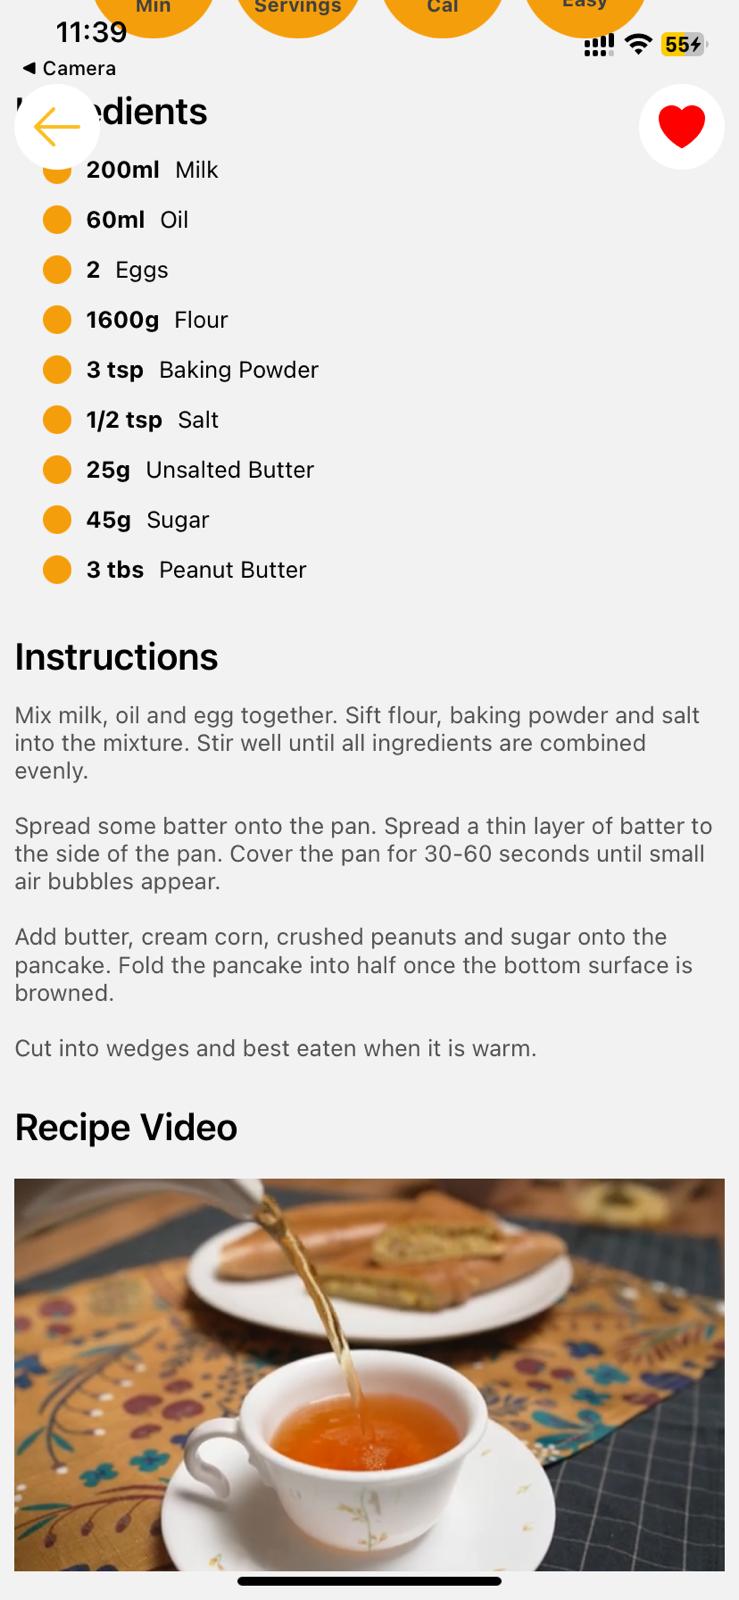 Min Servings Cal Easy
11:39
55
◀ Camera
edients
200ml Milk
60ml Oil
2 Eggs
1600g Flour
3 tsp Baking Powder
1/2 tsp Salt
25g Unsalted Butter
45g Sugar
3 tbs Peanut Butter
Instructions
Mix milk, oil and egg together. Sift flour, baking powder and salt
into the mixture. Stir well until all ingredients are combined
evenly.
Spread some batter onto the pan. Spread a thin layer of batter to
the side of the pan. Cover the pan for 30-60 seconds until small
air bubbles appear.
Add butter, cream corn, crushed peanuts and sugar onto the
pancake. Fold the pancake into half once the bottom surface is
browned.
Cut into wedges and best eaten when it is warm.
Recipe Video